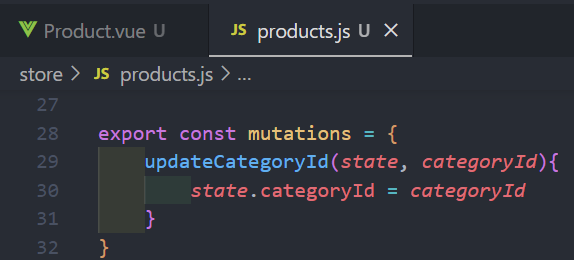 Product.vue U
JS products.js U ×
store > JS products.js > ...
27
28 export const mutations = {
29 updateCategoryId(state, categoryId){
30 state.categoryId = categoryId
31 }
32 }